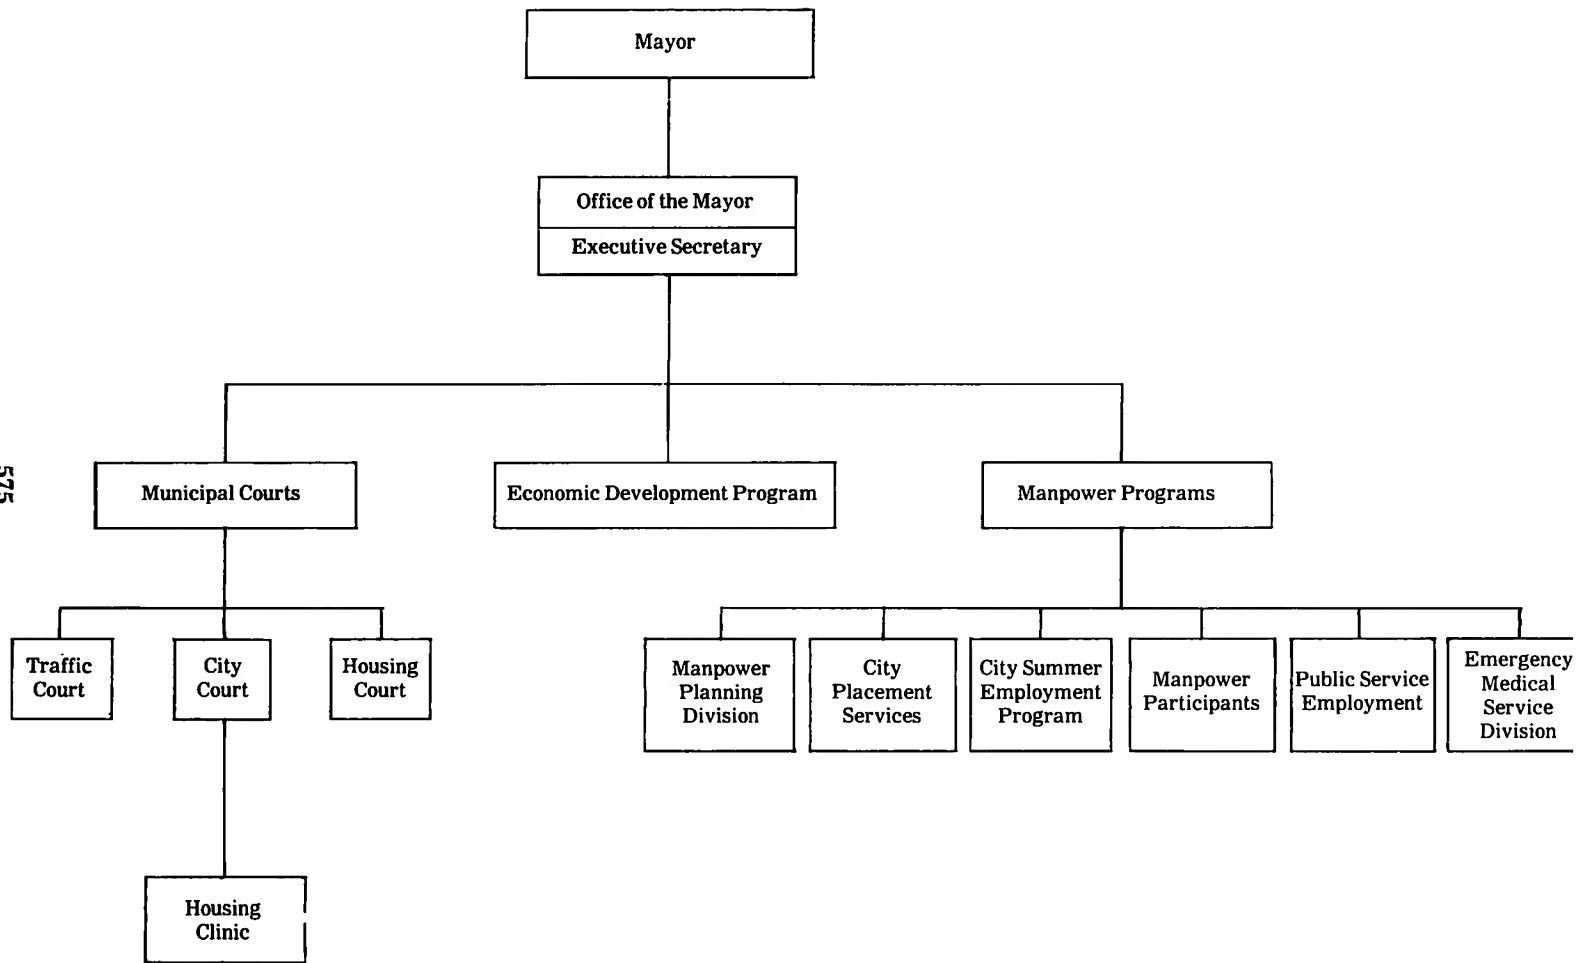 Mayor
Office of the Mayor
Executive Secretary
575
Municipal Courts
Economic Development Program
Manpower Programs
Traffic
Court
City
Court
Housing
Court
Manpower
Planning
Division
City
Placement
Services
City Summer
Employment
Program
Manpower
Participants
Public Service
Employment
Emergency
Medical
Service
Division
Housing
Clinic